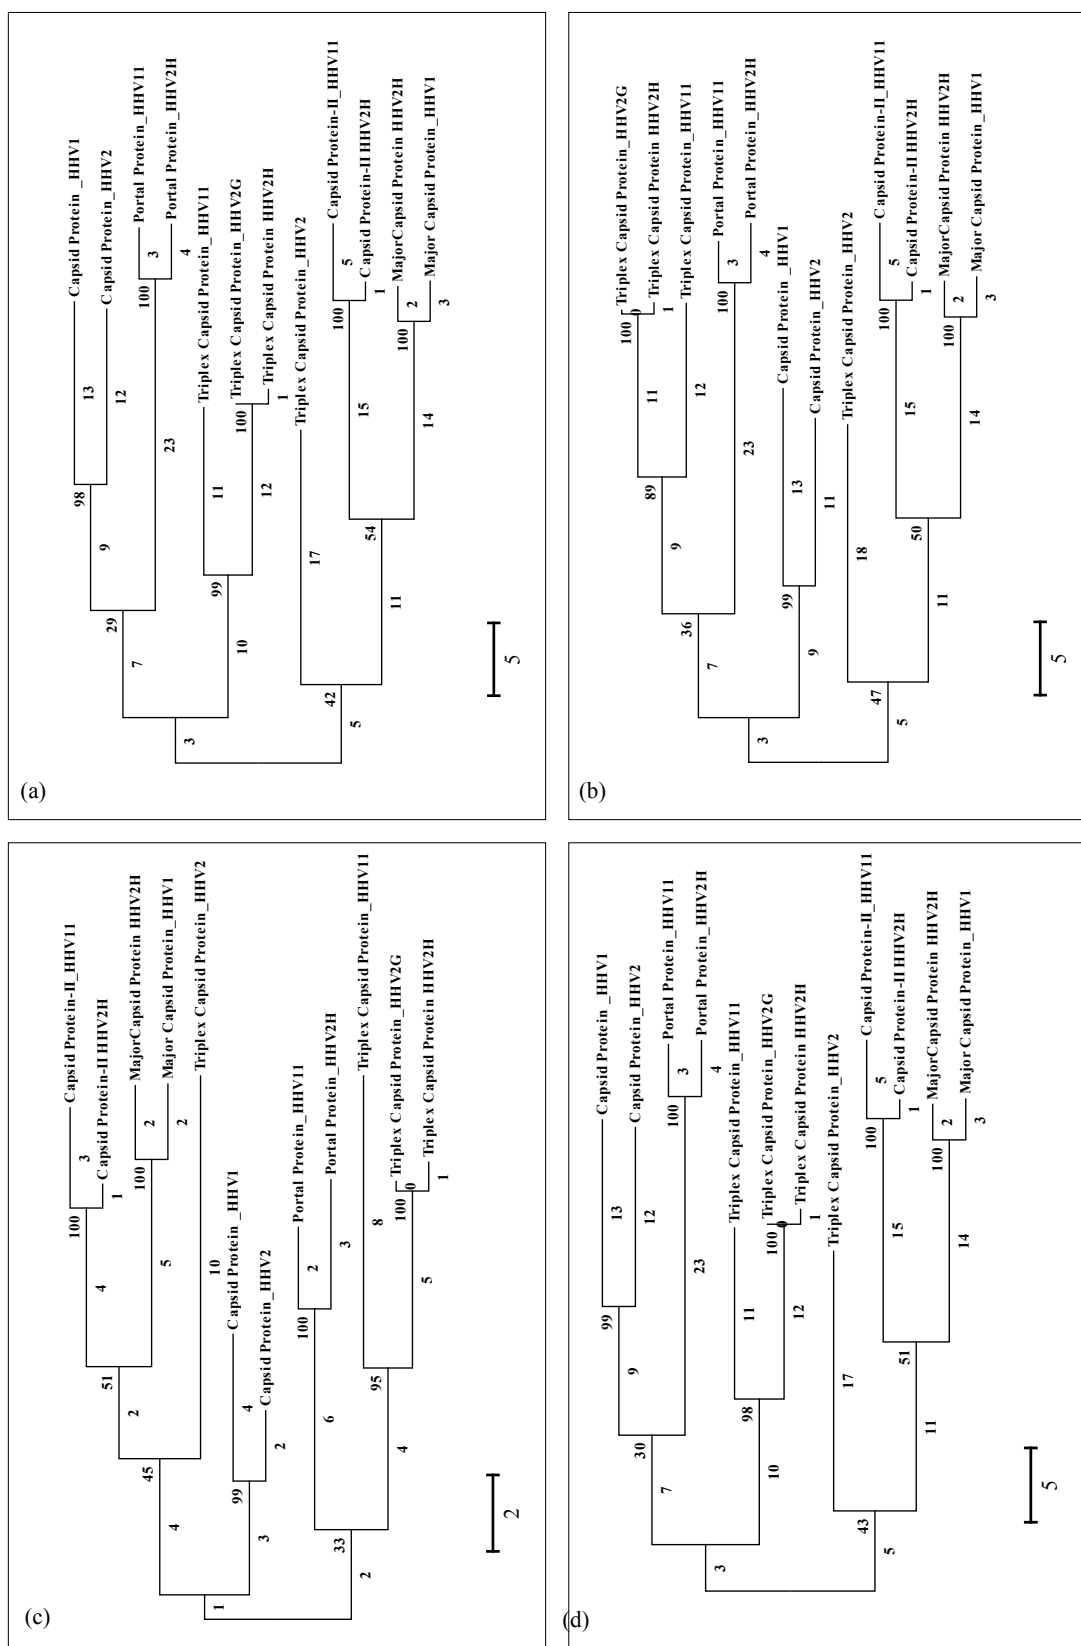 (a)
Capsid Protein _HHV1
13
Capsid Protein_HHV2
98
12
9
Portal Protein_HHV11
3
100
Portal Protein_HHV2H
4
23
29
7
Triplex Capsid Protein_HHV11
11
Triplex Capsid Protein_HHV2G
100
Triplex Capsid Protein HHV2H
1
12
99
10
3
Triplex Capsid Protein_HHV2
17
Capsid Protein-II_HHV11
5
100
Capsid Protein-II HHV2H
1
15
MajorCapsid Protein HHV2H
2
100
Major Capsid Protein_HHV1
3
14
54
11
42
5
5
(b)
Triplex Capsid Protein_HHV2G
100
0
Triplex Capsid Protein HHV2H
1
11
Triplex Capsid Protein_HHV11
12
89
9
Portal Protein_HHV11
3
100
Portal Protein_HHV2H
4
23
36
7
Capsid Protein _HHV1
13
Capsid Protein_HHV2
11
99
9
3
Triplex Capsid Protein_HHV2
18
Capsid Protein-II_HHV11
5
100
Capsid Protein-II HHV2H
1
15
MajorCapsid Protein HHV2H
2
100
Major Capsid Protein_HHV1
3
14
50
11
47
5
5
(c)
Capsid Protein-II_HHV11
3
100
Capsid Protein-II HHV2H
1
4
MajorCapsid Protein HHV2H
2
100
Major Capsid Protein_HHV1
2
5
51
2
Triplex Capsid Protein_HHV2
10
45
4
Capsid Protein _HHV1
4
Capsid Protein_HHV2
2
99
3
1
Portal Protein_HHV11
2
100
Portal Protein_HHV2H
3
6
Triplex Capsid Protein_HHV11
8
Triplex Capsid Protein_HHV2G
100
0
Triplex Capsid Protein HHV2H
1
5
95
4
33
2
2
(d)
Capsid Protein _HHV1
13
Capsid Protein_HHV2
12
99
9
Portal Protein_HHV11
3
100
Portal Protein_HHV2H
4
23
30
7
Triplex Capsid Protein_HHV11
11
Triplex Capsid Protein_HHV2G
100
0
Triplex Capsid Protein HHV2H
1
12
98
10
3
Triplex Capsid Protein_HHV2
17
Capsid Protein-II_HHV11
5
100
Capsid Protein-II HHV2H
1
15
MajorCapsid Protein HHV2H
2
100
Major Capsid Protein_HHV1
3
14
51
11
43
5
5